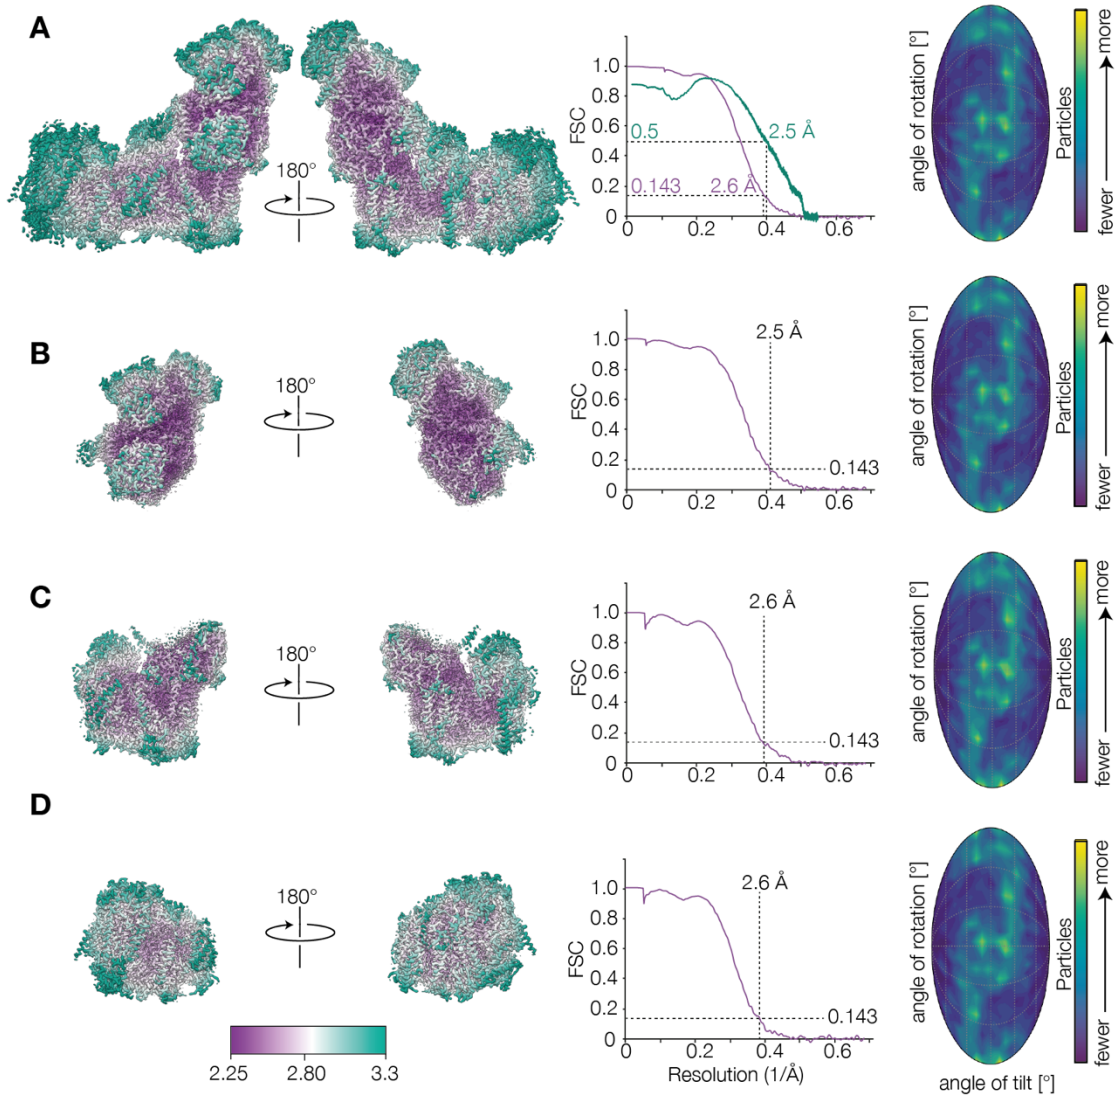 A
180°
FSC
1.0
0.8
0.6
0.4
0.2
0
0 0.2 0.4 0.6
0.5
2.5 Å
0.143 2.6 Å
angle of rotation [°]
Particles
fewer more
B
180°
FSC
1.0
0.8
0.6
0.4
0.2
0
0 0.2 0.4 0.6
2.5 Å
0.143
angle of rotation [°]
Particles
fewer more
C
180°
FSC
1.0
0.8
0.6
0.4
0.2
0
0 0.2 0.4 0.6
2.6 Å
0.143
angle of rotation [°]
Particles
fewer more
D
180°
FSC
1.0
0.8
0.6
0.4
0.2
0
0 0.2 0.4 0.6
2.6 Å
0.143
Resolution (1/Å)
angle of rotation [°]
Particles
fewer more
angle of tilt [°]
2.25 2.80 3.3